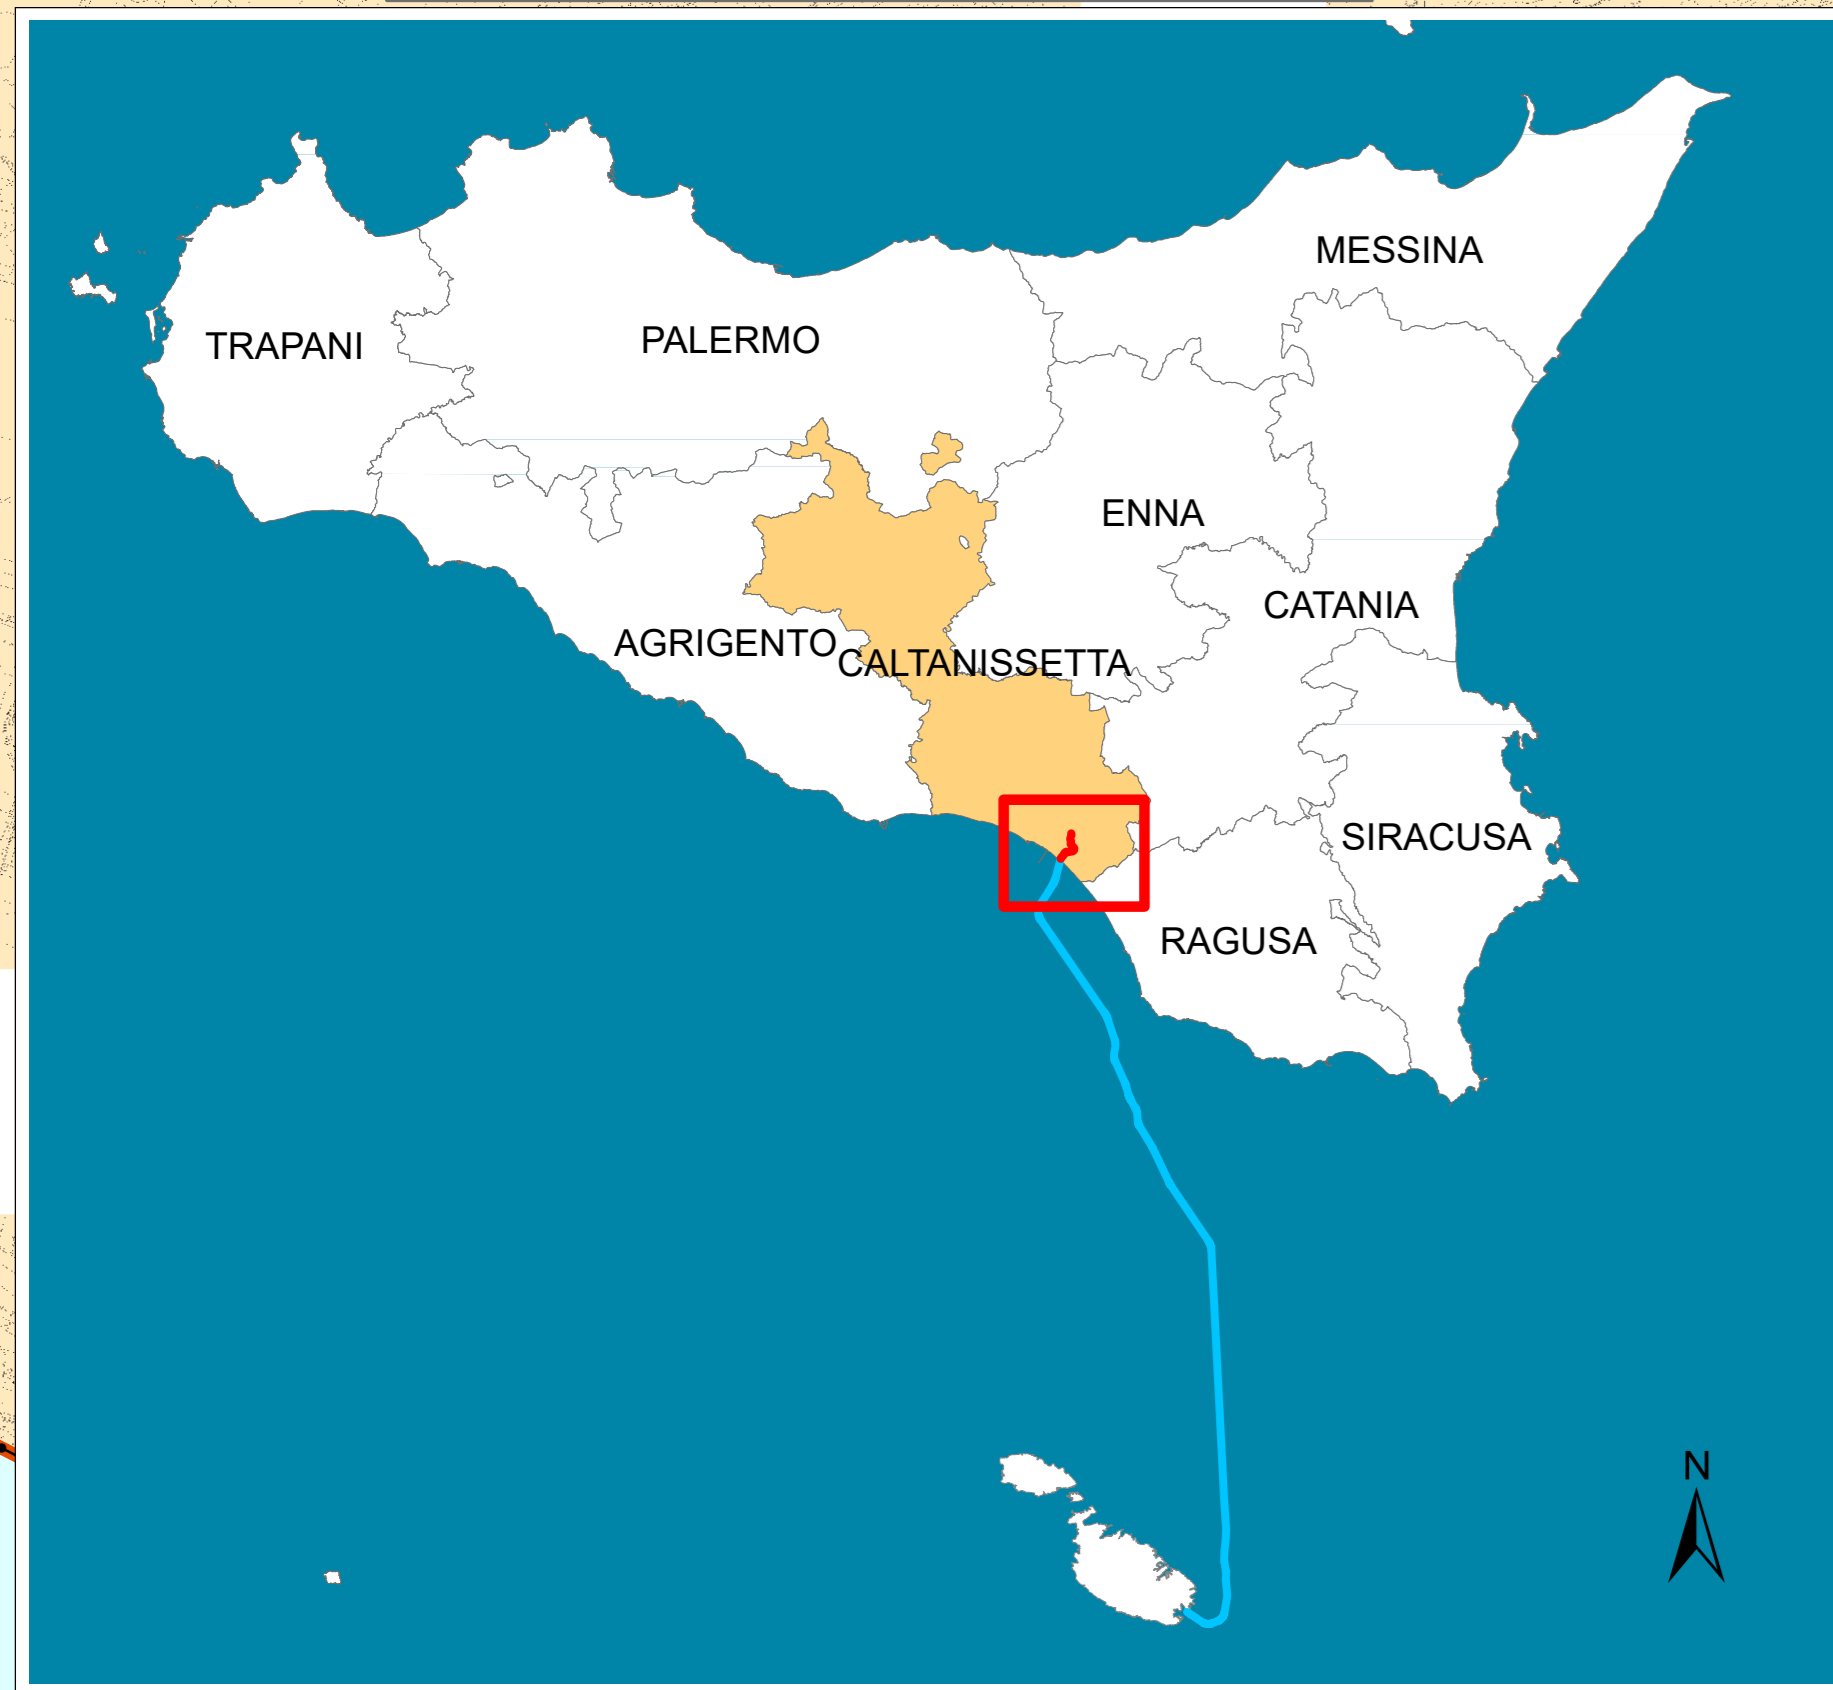 MESSINA
PALERMO
TRAPANI
ENNA
CATANIA
AGRIGENTO
CALTANISSETTA
SIRACUSA
RAGUSA
N